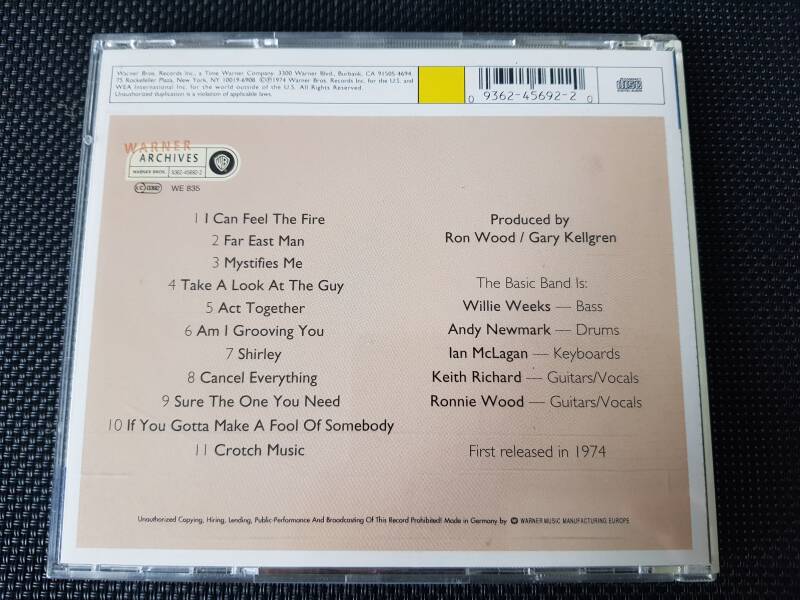 Warner Bros. Records Inc., a Time Warner Company. 3300 Warner Blvd., Burbank, CA 91505-4694.
75 Rockefeller Plaza, New York, NY 10019-6908. ©℗1974 Warner Bros. Records Inc. for the U.S. and
WEA International Inc. for the world outside of the U.S. All Rights Reserved.
Unauthorized duplication is a violation of applicable laws.
0 9362-45692-2 0
COMPACT
disc
DIGITAL AUDIO
WARNER
ARCHIVES
WARNER BROS.
9362-45692-2
WB
WE 835
1 I Can Feel The Fire
2 Far East Man
3 Mystifies Me
4 Take A Look At The Guy
5 Act Together
6 Am I Grooving You
7 Shirley
8 Cancel Everything
9 Sure The One You Need
10 If You Gotta Make A Fool Of Somebody
11 Crotch Music
Produced by
Ron Wood / Gary Kellgren
The Basic Band Is:
Willie Weeks — Bass
Andy Newmark — Drums
Ian McLagan — Keyboards
Keith Richard — Guitars/Vocals
Ronnie Wood — Guitars/Vocals
First released in 1974
Unauthorized Copying, Hiring, Lending, Public-Performance And Broadcasting Of This Record Prohibited! Made in Germany by WARNER MUSIC MANUFACTURING EUROPE